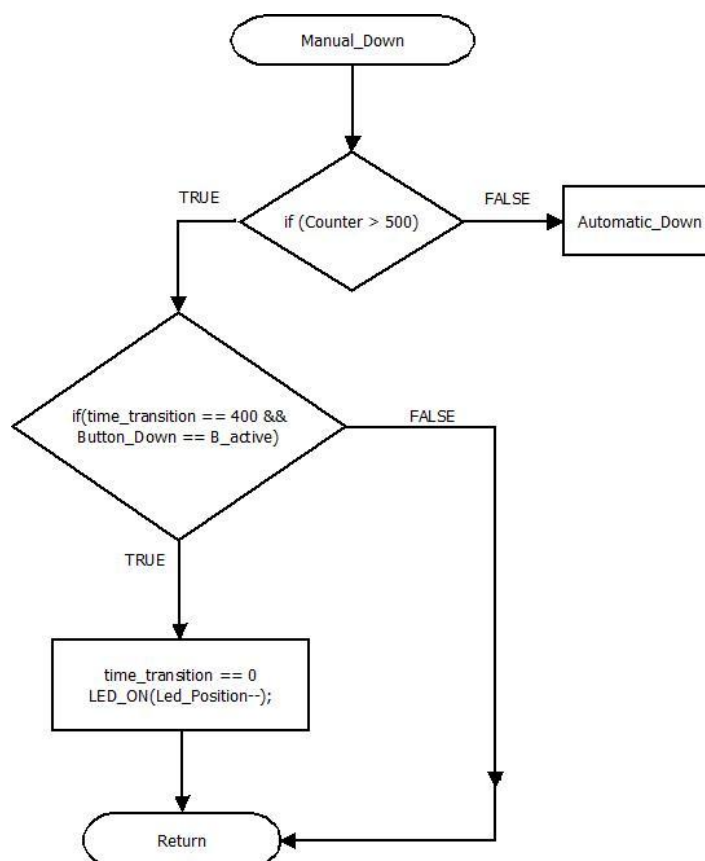 Manual_Down
TRUE
FALSE
if (Counter > 500)
Automatic_Down
if(time_transition == 400 &&
Button_Down == B_active)
FALSE
TRUE
time_transition == 0
LED_ON(Led_Position--);
Return